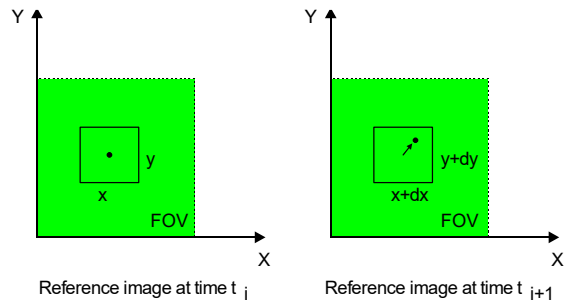 Y
y
x
FOV
X
Reference image at time t i
Y
y+dy
x+dx
FOV
X
Reference image at time t i+1